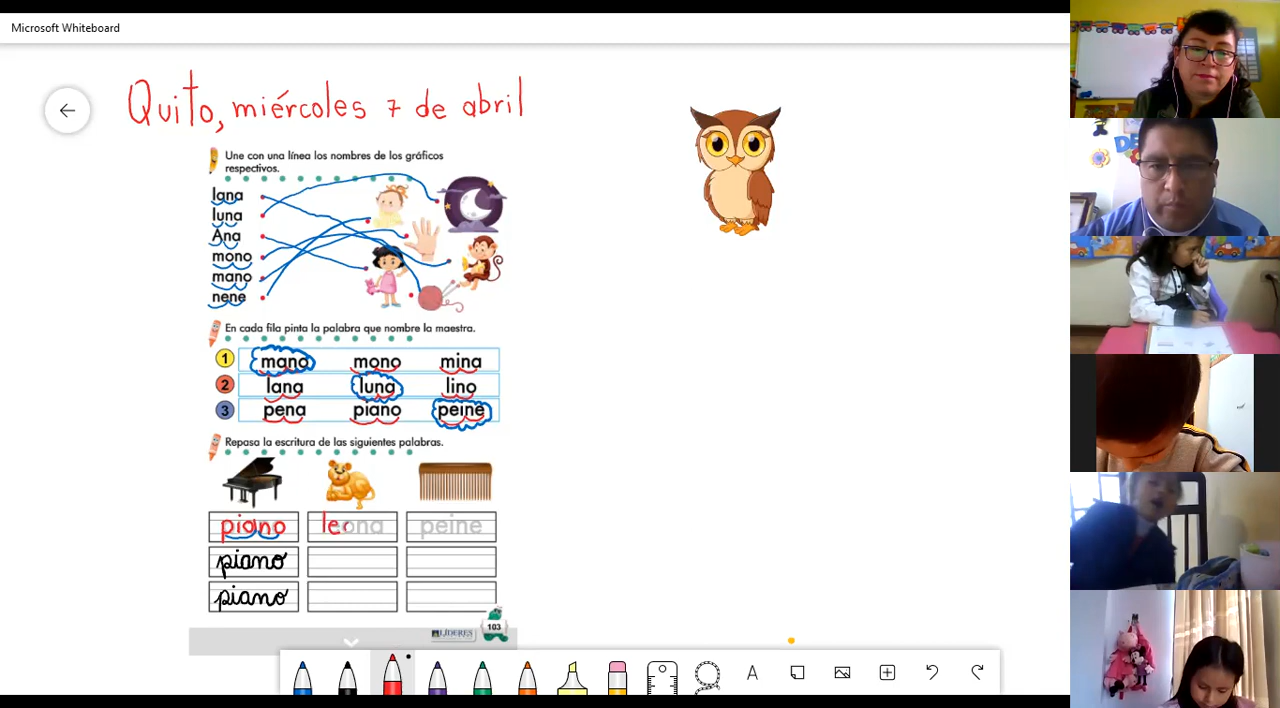 Microsoft Whiteboard
Quito, miércoles 7 de abril
Une con una línea los nombres de los gráficos
respectivos.
lana
luna
Ana
mono
mano
nene
En cada fila pinta la palabra que nombre la maestra.
1 mano mono mina
2 lana luna lino
3 pena piano peine
Repasa la escritura de las siguientes palabras.
piano leona peine
piano
piano
LÍDERES 103
A